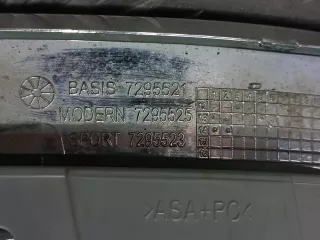 BASIS 7295521
MODERN 7295525
SPORT 7295523
>ASA+PC<